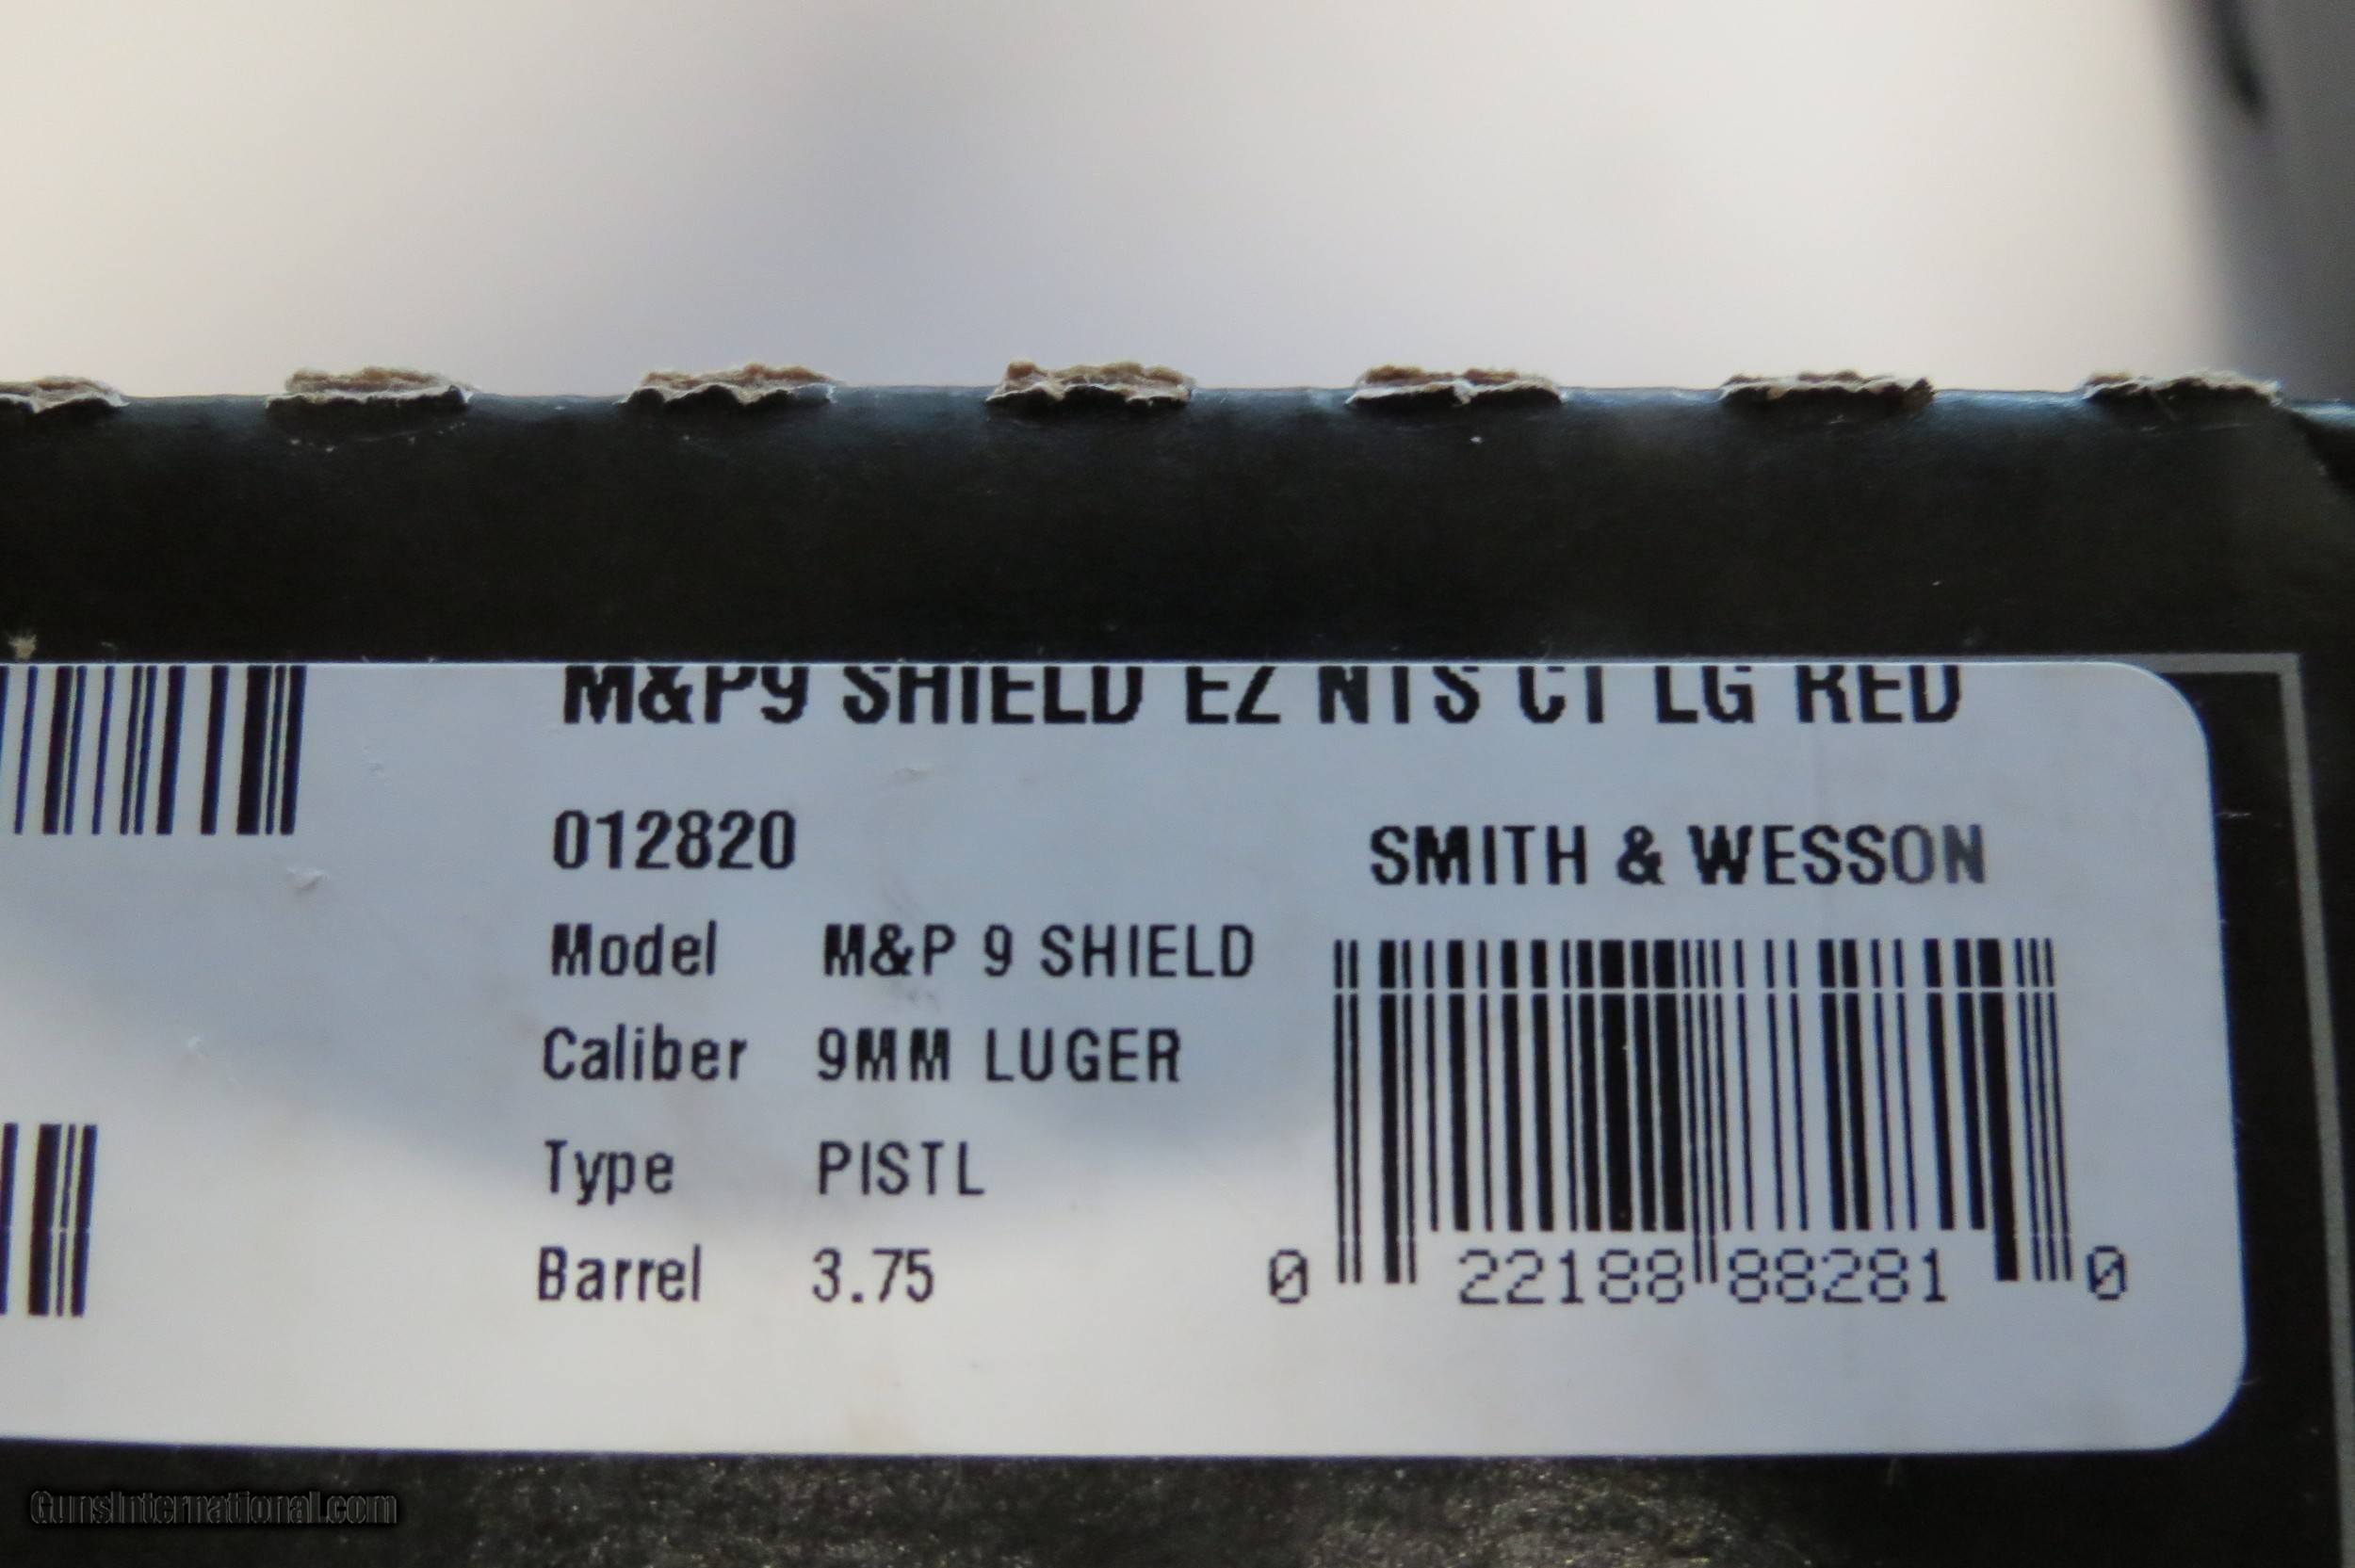 M&P9 SHIELD EZ NTS CT LG RED
012820
SMITH & WESSON
Model M&P 9 SHIELD
Caliber 9MM LUGER
Type PISTL
Barrel 3.75
0 22188 88281 0
GunsInternational.com